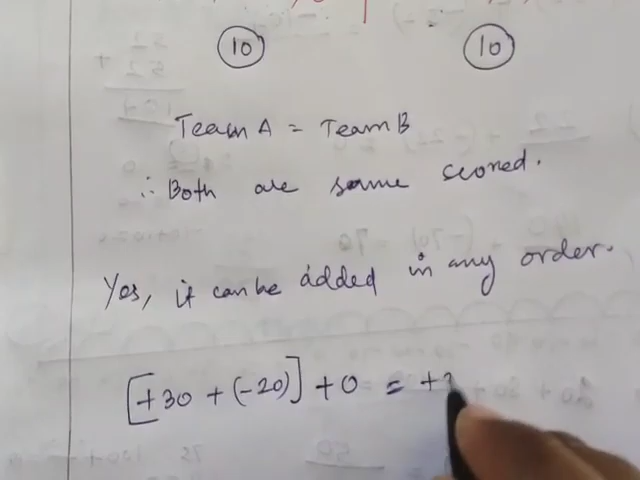 10 10
Team A = Team B
∴ Both are same scored.
Yes, it can be added in any order.
[+30 + (-20)] + 0 = +3